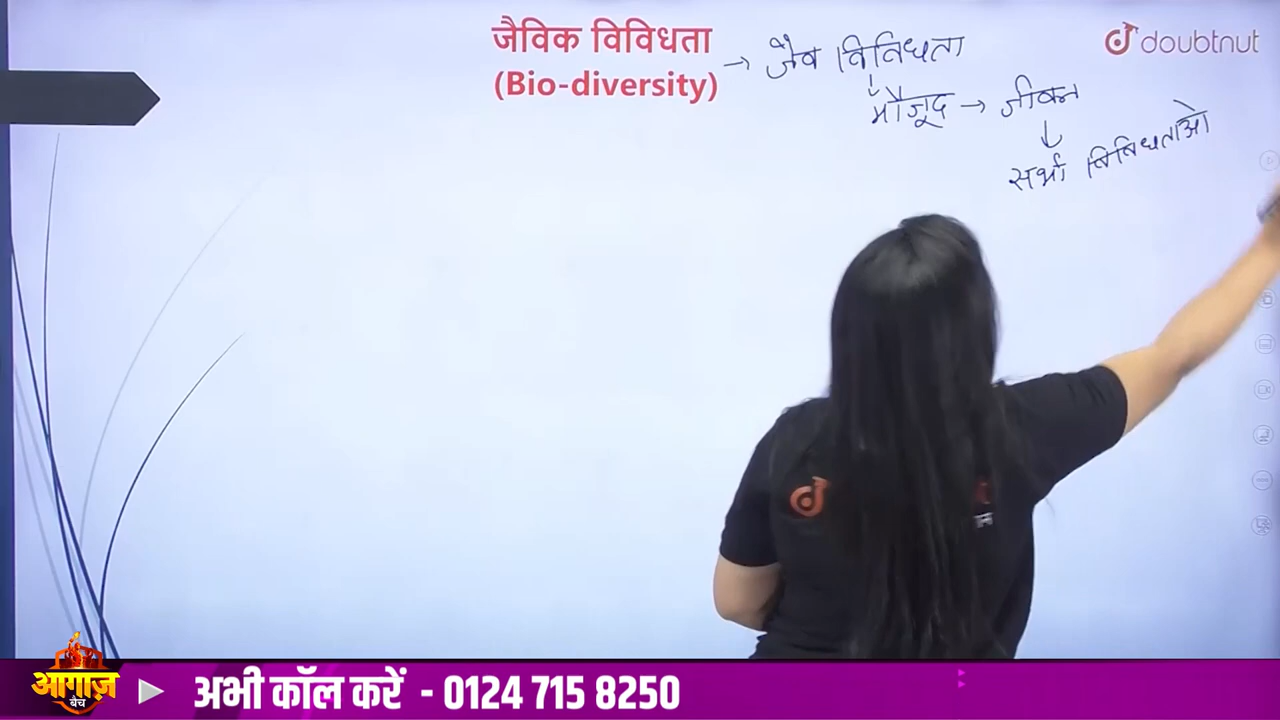 जैविक विविधता
(Bio-diversity)
→ जैव विविधता
मौजूद → जीवन
सभी विविधताओ
doubtnut
आगाज़
बैच
अभी कॉल करें - 0124 715 8250